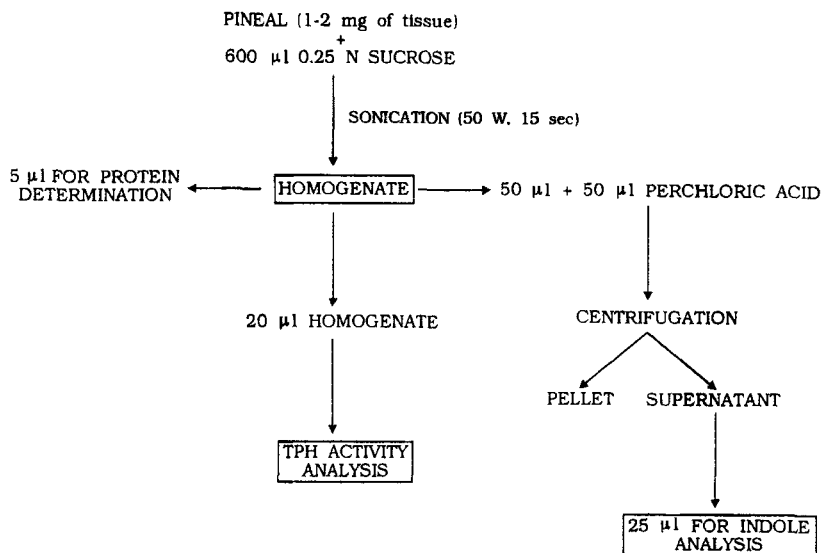 PINEAL (1-2 mg of tissue)
+
600 µl 0.25 N SUCROSE
SONICATION (50 W. 15 sec)
5 µl FOR PROTEIN
DETERMINATION
HOMOGENATE
50 µl + 50 µl PERCHLORIC ACID
20 µl HOMOGENATE
CENTRIFUGATION
PELLET
SUPERNATANT
TPH ACTIVITY
ANALYSIS
25 µl FOR INDOLE
ANALYSIS